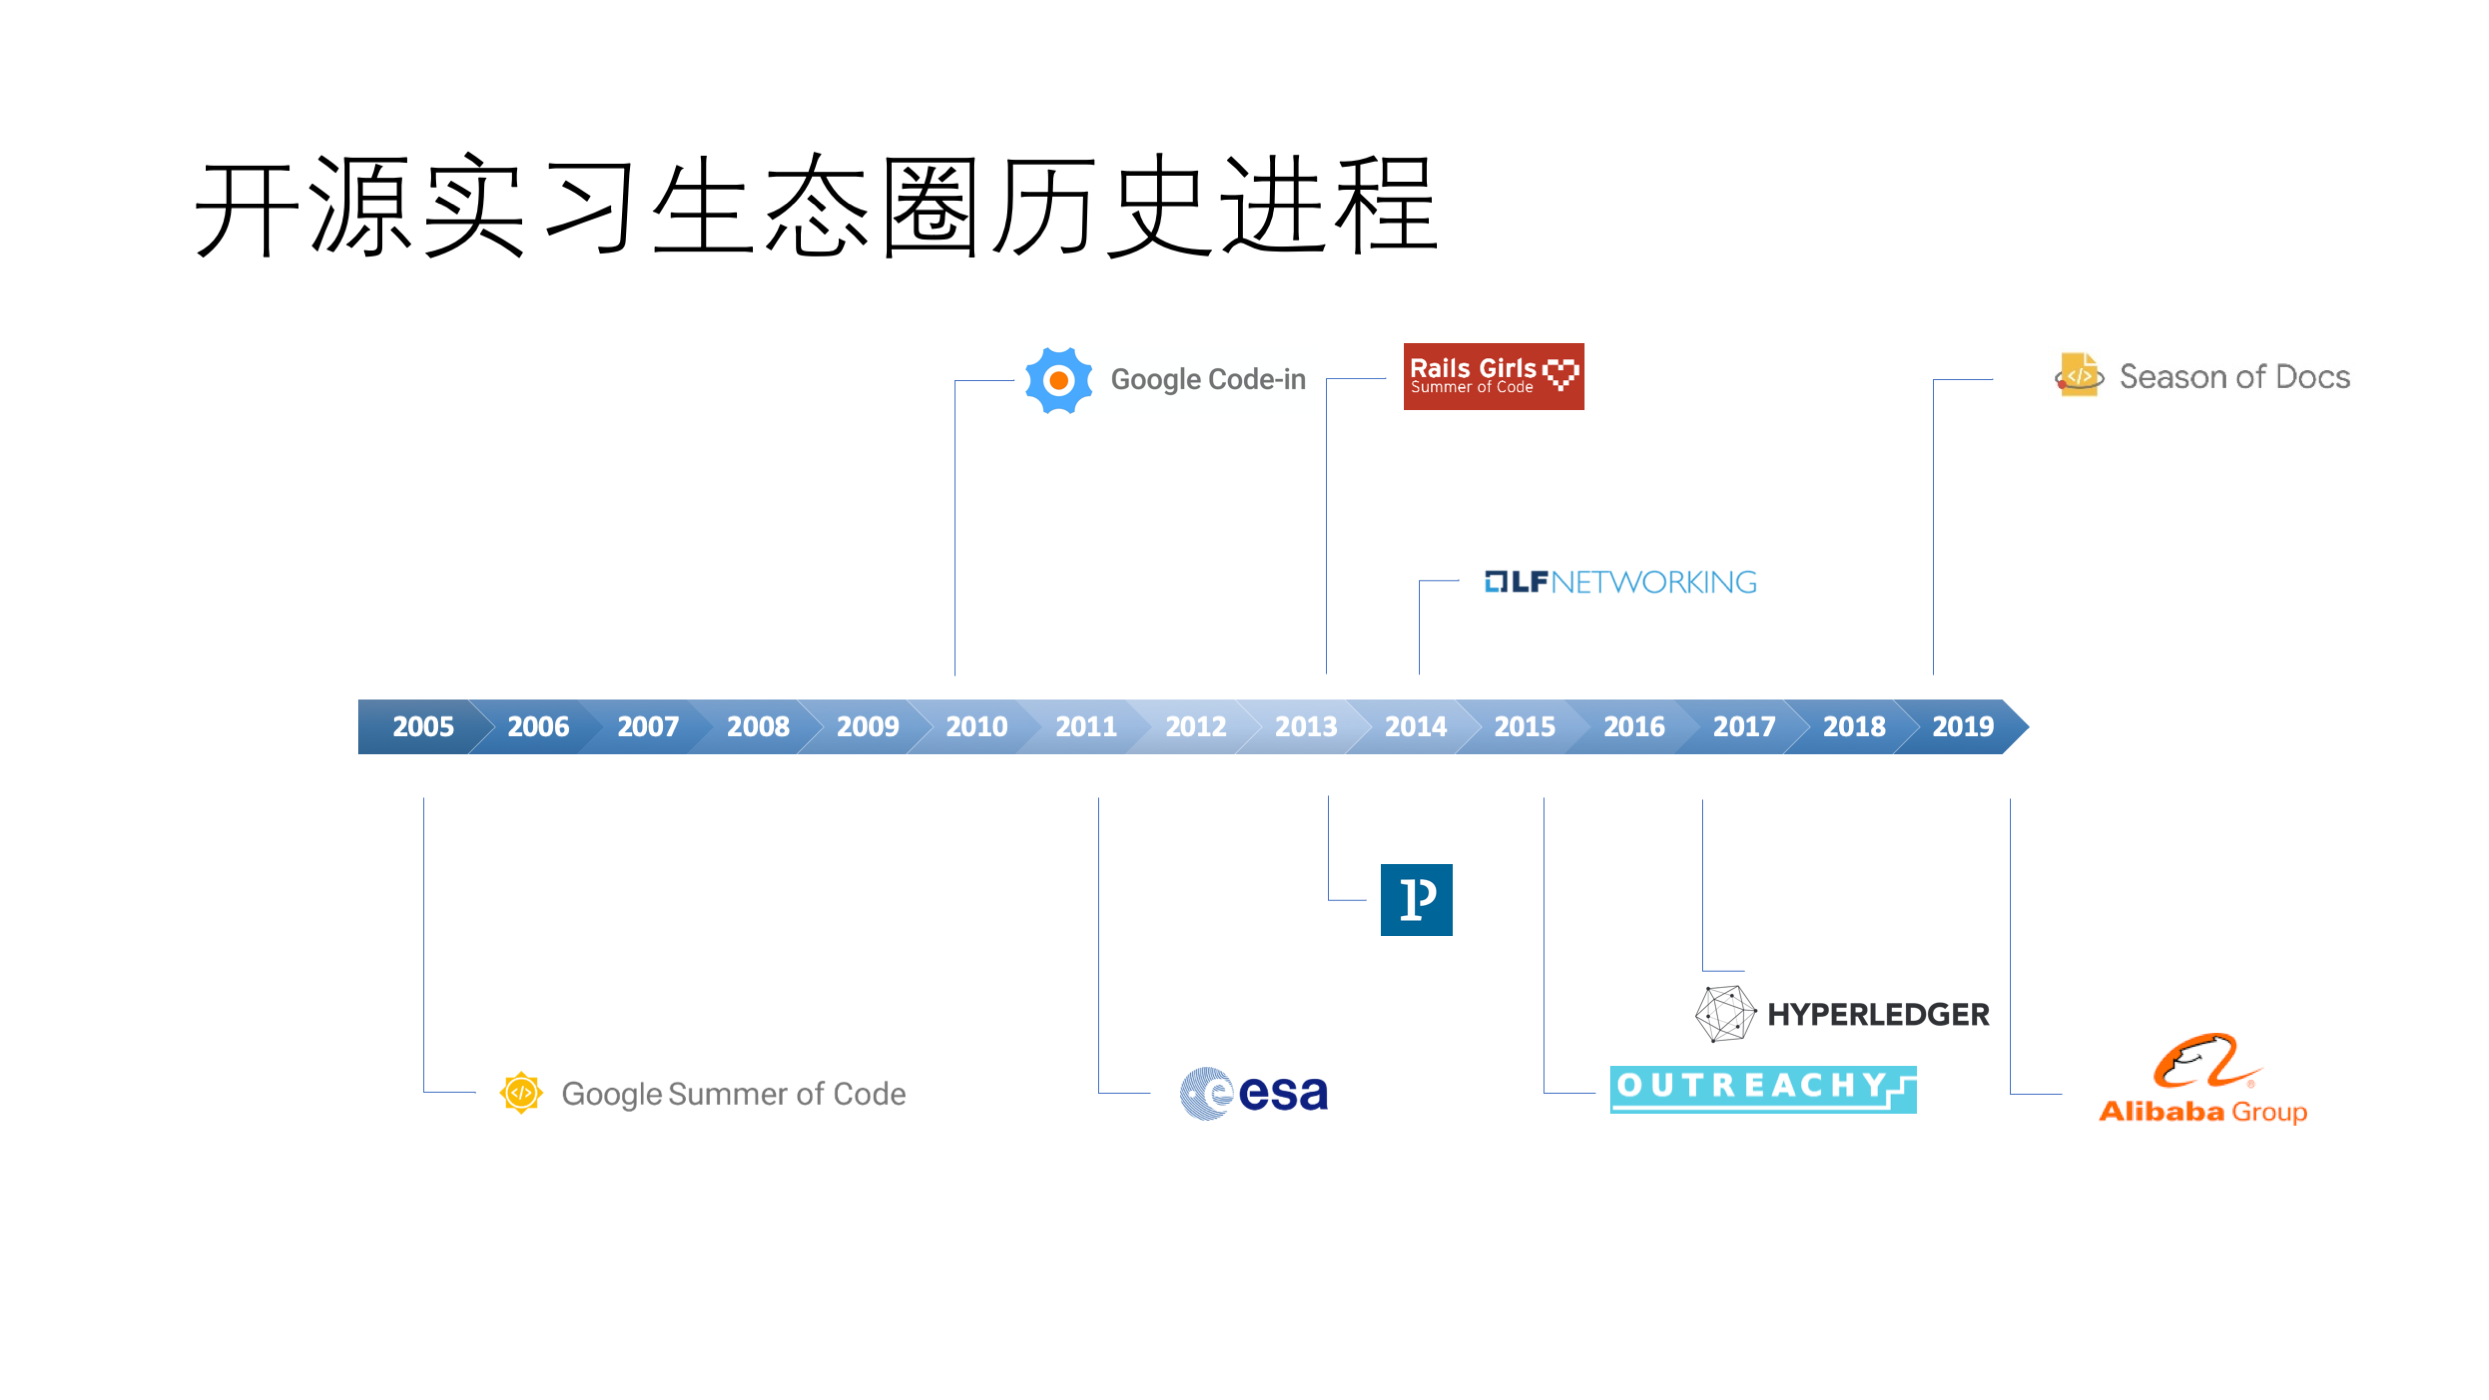 开源实习生态圈历史进程
Google Code-in
Rails Girls
Summer of Code
Season of Docs
LFNETWORKING
2005 2006 2007 2008 2009 2010 2011 2012 2013 2014 2015 2016 2017 2018 2019
P
HYPERLEDGER
Google Summer of Code
esa
OUTREACHY
Alibaba Group